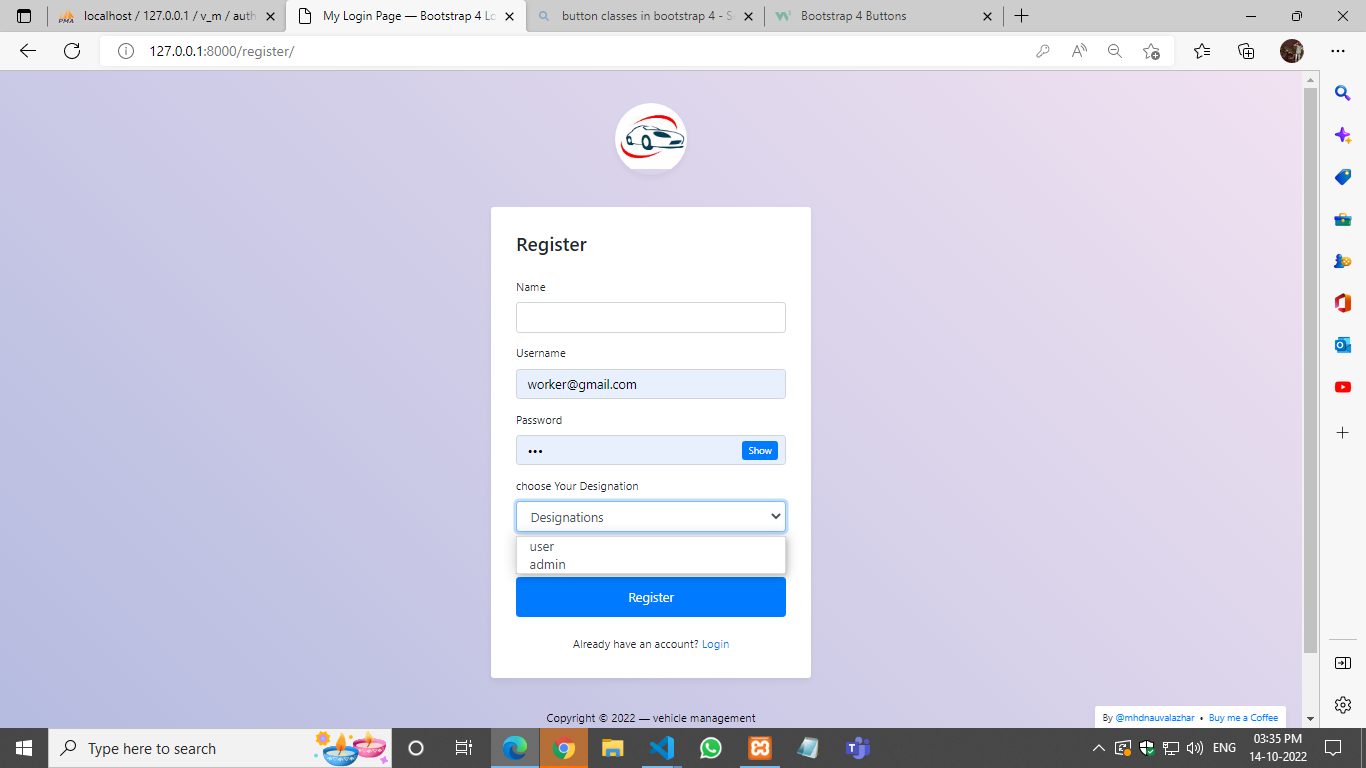 localhost / 127.0.0.1 / v_m / auth
My Login Page — Bootstrap 4 Lo
button classes in bootstrap 4 - Se
Bootstrap 4 Buttons
127.0.0.1:8000/register/
Register
Name
Username
worker@gmail.com
Password
Show
choose Your Designation
Designations
user
admin
Register
Already have an account? Login
Copyright © 2022 — vehicle management
By @mhdnauvalazhar • Buy me a Coffee
Type here to search
ENG
03:35 PM
14-10-2022